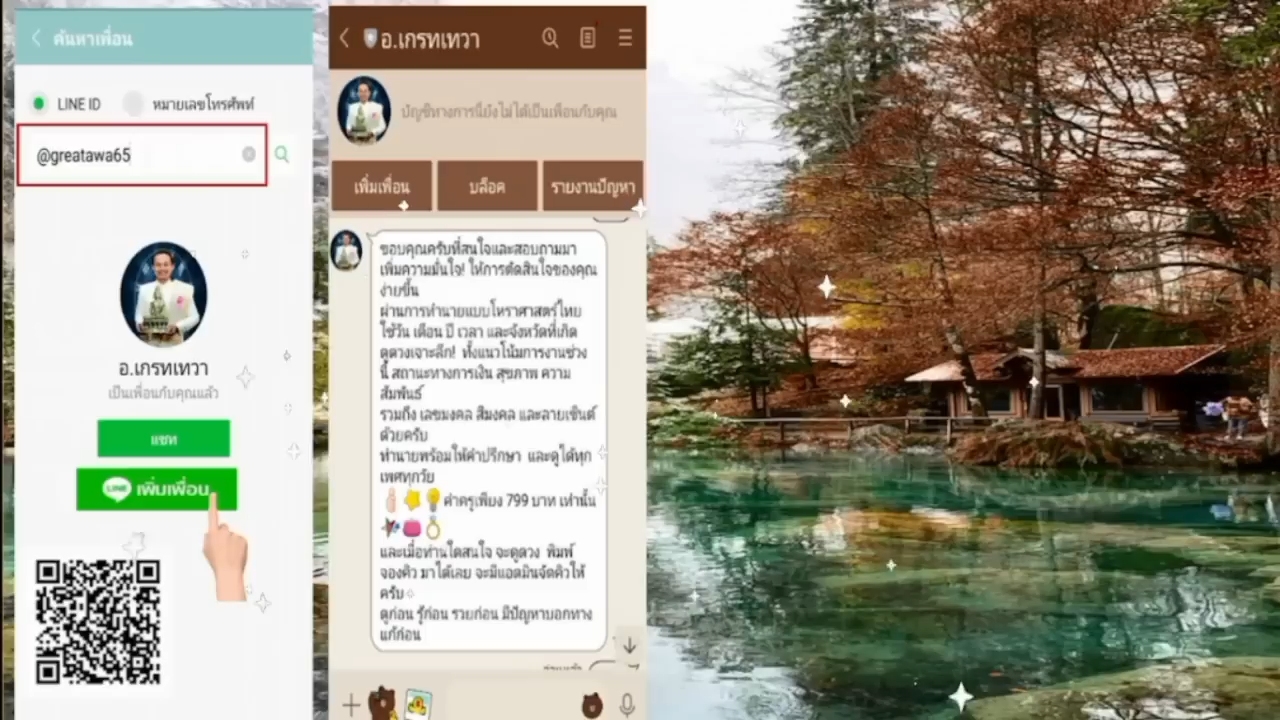 ค้นหาเพื่อน
LINE ID
หมายเลขโทรศัพท์
@greatawa65
อ.เกรทเทวา
เป็นเพื่อนกับคุณแล้ว
แชท
LINE เพิ่มเพื่อน
อ.เกรทเทวา
บัญชีทางการนี้ยังไม่ได้เป็นเพื่อนกับคุณ
เพิ่มเพื่อน
บล็อค
รายงานปัญหา
ขอบคุณครับที่สนใจและสอบถามมา
เพิ่มความมั่นใจ! ให้การตัดสินใจของคุณ
ง่ายขึ้น
ผ่านการทำนายแบบโหราศาสตร์ไทย
ใช้วัน เดือน ปี เวลา และจังหวัดที่เกิด
ดูดวงเจาะลึก! ทั้งแนวโน้มการงานช่วง
นี้ สถานะทางการเงิน สุขภาพ ความ
สัมพันธ์
รวมถึง เลขมงคล สีมงคล และลายเซ็นต์
ด้วยครับ
ทำนายพร้อมให้คำปรึกษา และดูได้ทุก
เพศทุกวัย
ค่าครูเพียง 799 บาท เท่านั้น
และเมื่อท่านใดสนใจ จะดูดวง พิมพ์
จองคิว มาได้เลย จะมีแอดมินจัดคิวให้
ครับ
ดูก่อน รู้ก่อน รวยก่อน มีปัญหาบอกทาง
แก้ก่อน